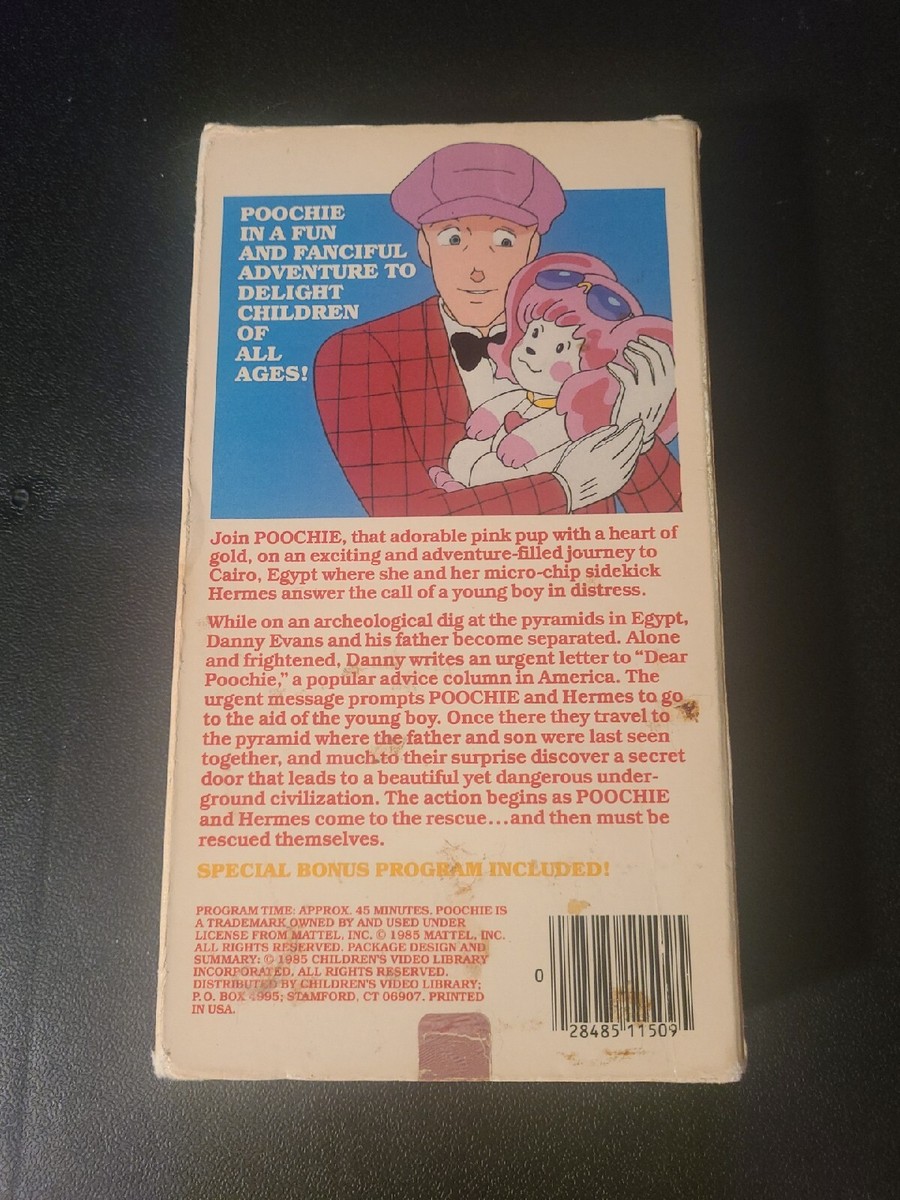 POOCHIE
IN A FUN
AND FANCIFUL
ADVENTURE TO
DELIGHT
CHILDREN
OF
ALL
AGES!
Join POOCHIE, that adorable pink pup with a heart of
gold, on an exciting and adventure-filled journey to
Cairo, Egypt where she and her micro-chip sidekick
Hermes answer the call of a young boy in distress.
While on an archeological dig at the pyramids in Egypt,
Danny Evans and his father become separated. Alone
and frightened, Danny writes an urgent letter to “Dear
Poochie,” a popular advice column in America. The
urgent message prompts POOCHIE and Hermes to go
to the aid of the young boy. Once there they travel to
the pyramid where the father and son were last seen
together, and much to their surprise discover a secret
door that leads to a beautiful yet dangerous under-
ground civilization. The action begins as POOCHIE
and Hermes come to the rescue...and then must be
rescued themselves.
SPECIAL BONUS PROGRAM INCLUDED!
PROGRAM TIME: APPROX. 45 MINUTES. POOCHIE IS
A TRADEMARK OWNED BY AND USED UNDER
LICENSE FROM MATTEL, INC. © 1985 MATTEL, INC.
ALL RIGHTS RESERVED. PACKAGE DESIGN AND
SUMMARY: © 1985 CHILDREN'S VIDEO LIBRARY
INCORPORATED. ALL RIGHTS RESERVED.
DISTRIBUTED BY CHILDREN'S VIDEO LIBRARY;
P.O. BOX 4995; STAMFORD, CT 06907. PRINTED
IN USA.
0 28485 11509